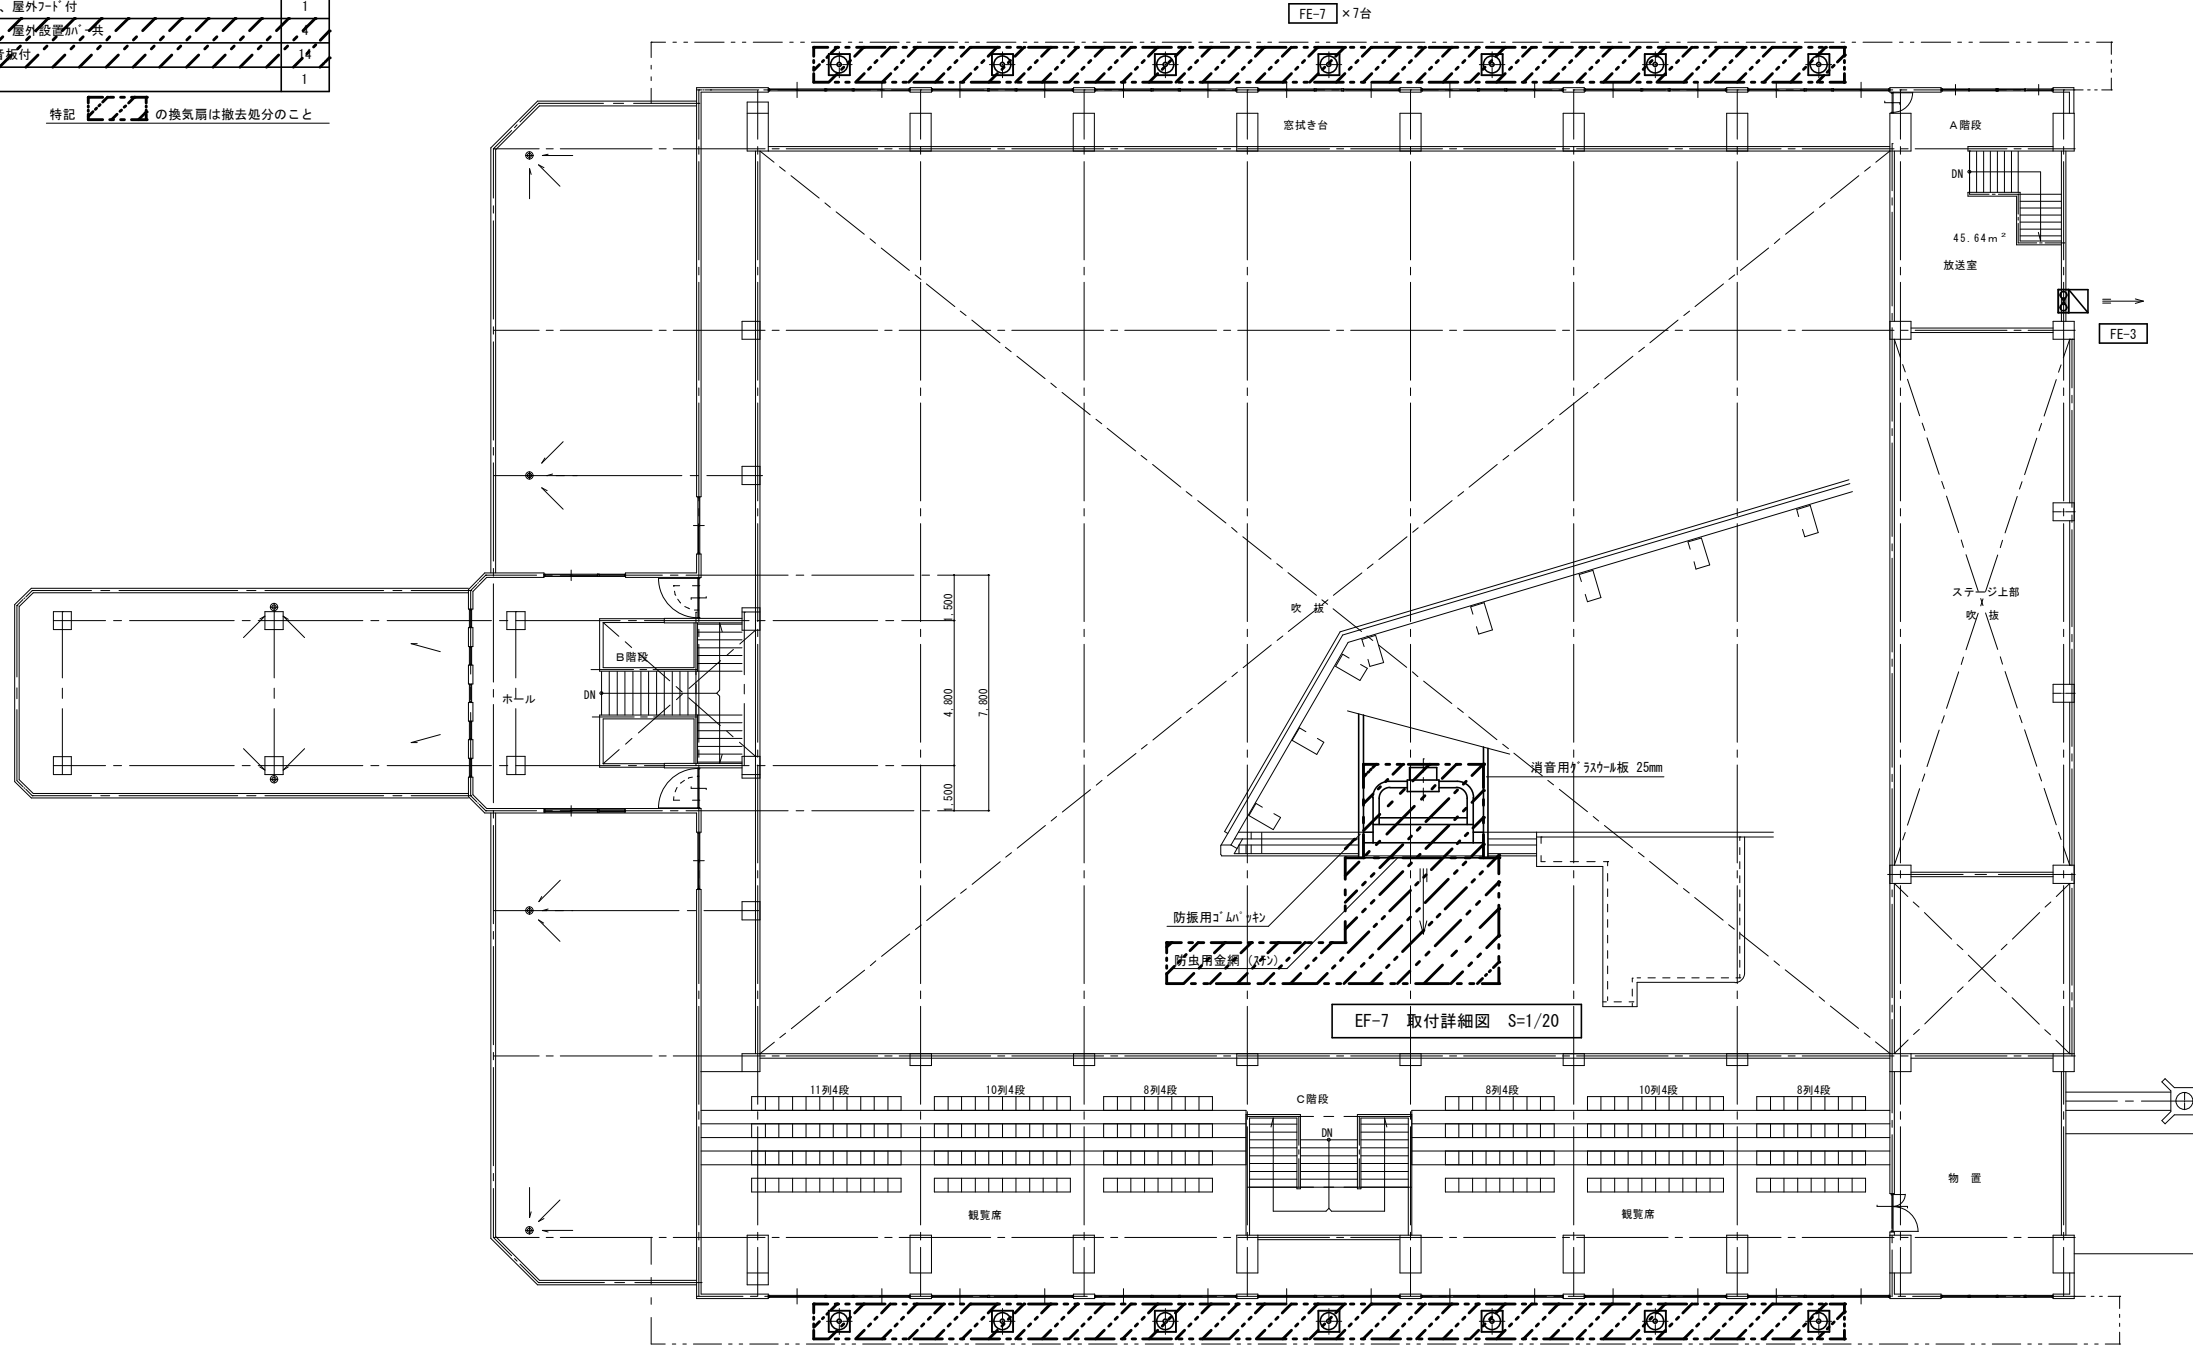 、屋外ﾌｰﾄﾞ付 1
屋外設置ｶﾊﾞｰ共 4
音板付 14
1
特記 の換気扇は撤去処分のこと
FE-7 ×7台
窓拭き台
A階段
DN
45.64m²
放送室
FE-3
ステージ上部
吹 抜
吹 抜
1,500
4,800
7,800
1,500
B階段
DN
ホール
消音用ｸﾞﾗｽｳｰﾙ板 25mm
防振用ｺﾞﾑﾊﾟｯｷﾝ
防虫用金網 (ｽﾃﾝ)
EF-7 取付詳細図 S=1/20
11列4段
10列4段
8列4段
C階段
8列4段
10列4段
8列4段
DN
物 置
観覧席
観覧席